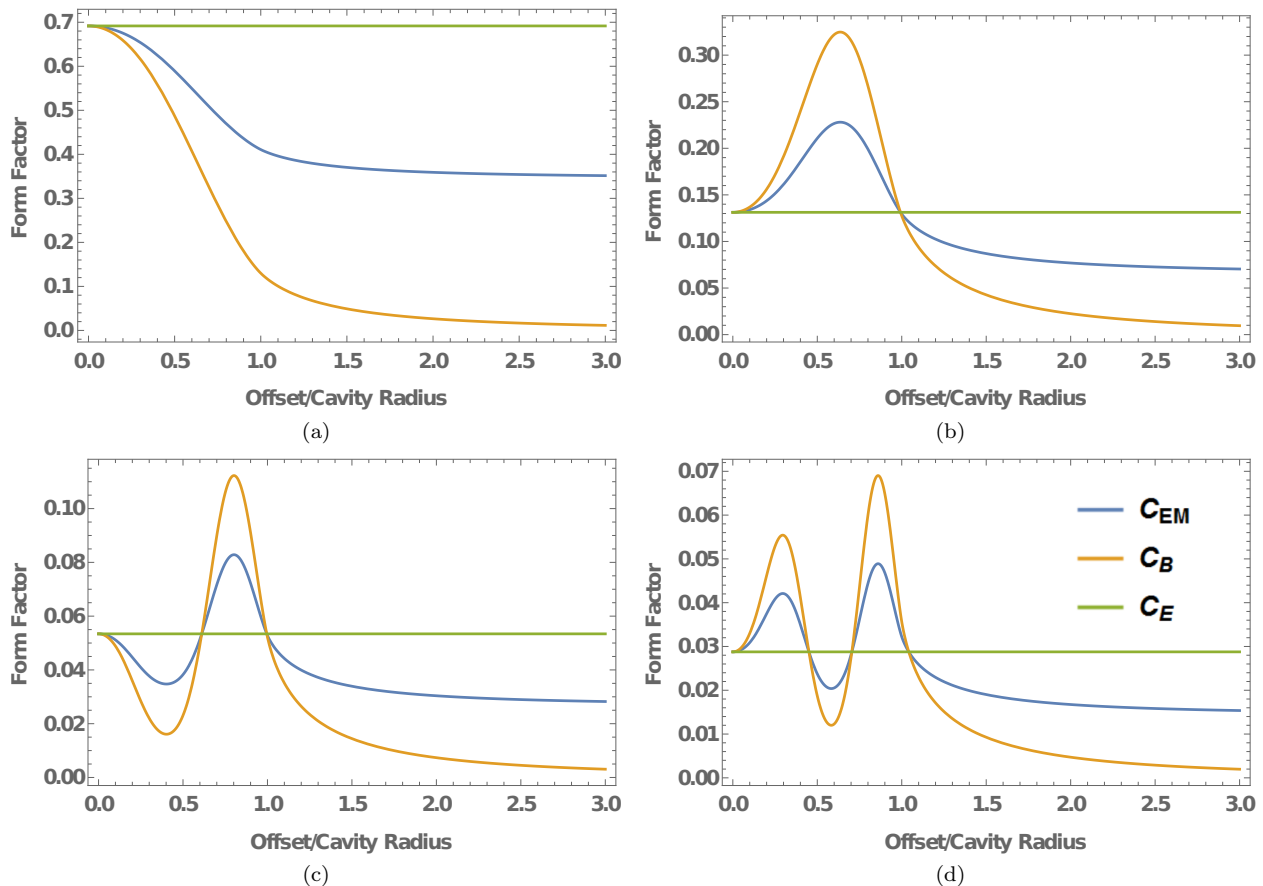 0.7
0.6
0.5
0.4
0.3
0.2
0.1
0.0
Form Factor
0.0 0.5 1.0 1.5 2.0 2.5 3.0
Offset/Cavity Radius
(a)
0.30
0.25
0.20
0.15
0.10
0.05
0.00
Form Factor
0.0 0.5 1.0 1.5 2.0 2.5 3.0
Offset/Cavity Radius
(b)
0.10
0.08
0.06
0.04
0.02
0.00
Form Factor
0.0 0.5 1.0 1.5 2.0 2.5 3.0
Offset/Cavity Radius
(c)
0.07
0.06
0.05
0.04
0.03
0.02
0.01
0.00
Form Factor
C_EM
C_B
C_E
0.0 0.5 1.0 1.5 2.0 2.5 3.0
Offset/Cavity Radius
(d)